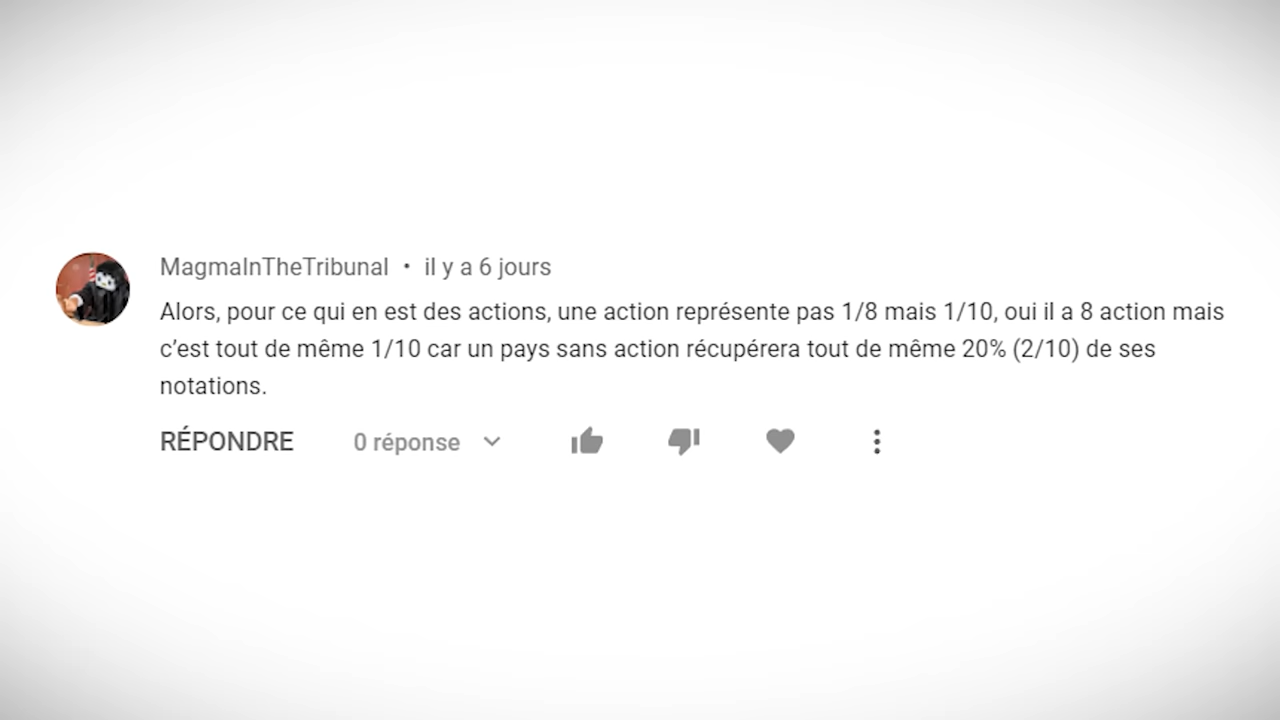 MagmaInTheTribunal • il y a 6 jours
Alors, pour ce qui en est des actions, une action représente pas 1/8 mais 1/10, oui il a 8 action mais
c'est tout de même 1/10 car un pays sans action récupérera tout de même 20% (2/10) de ses
notations.
RÉPONDRE 0 réponse